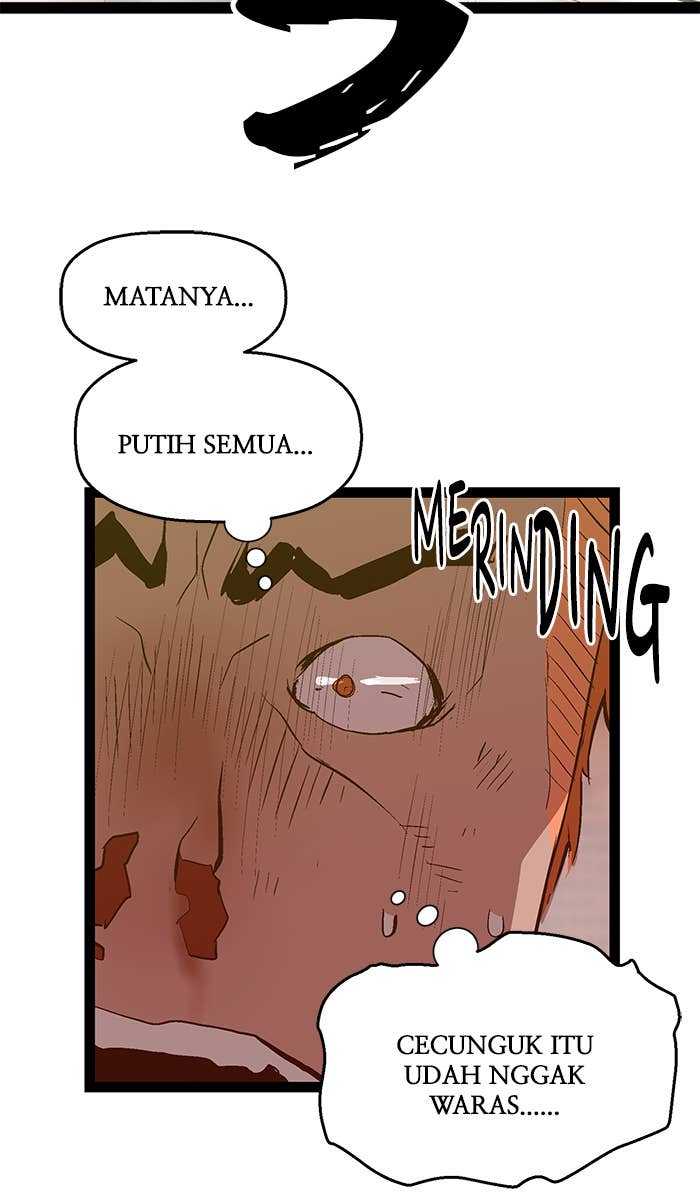 MATANYA...
PUTIH SEMUA...
MERINDING
CECUNGUK ITU
UDAH NGGAK
WARAS......